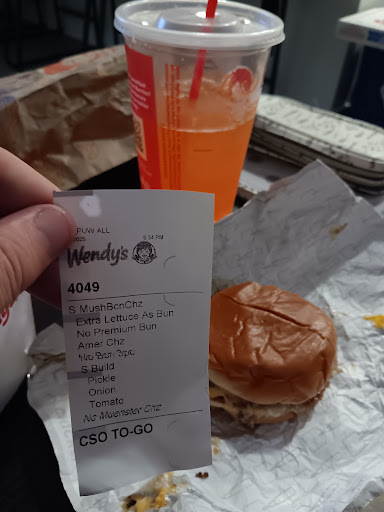 PUW ALL
2025 5:34 PM
Wendy's
4049
S MushBcnChz
Extra Lettuce As Bun
No Premium Bun
Amer Chz
No Bcn Spc
S Build
Pickle
Onion
Tomato
No Muenster Chz
CSO TO-GO